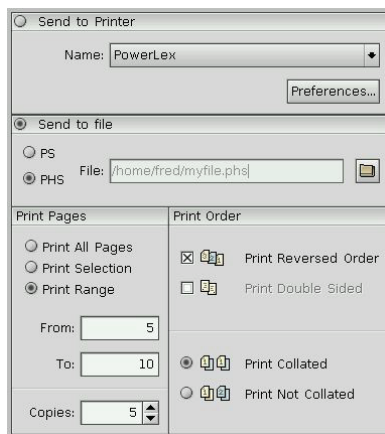 Send to Printer
Name: PowerLex
Preferences...
Send to file
PS
PHS
File: /home/fred/myfile.phs
Print Pages
Print All Pages
Print Selection
Print Range
From: 5
To: 10
Copies: 5
Print Order
Print Reversed Order
Print Double Sided
Print Collated
Print Not Collated